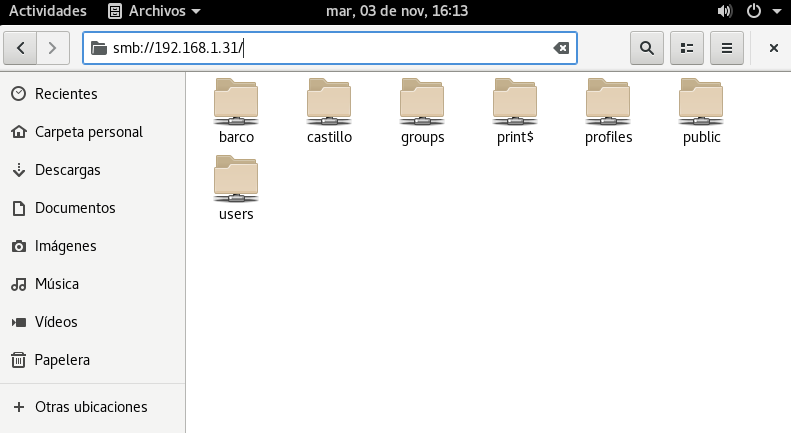 Actividades Archivos mar, 03 de nov, 16:13
smb://192.168.1.31/
Recientes
Carpeta personal
Descargas
Documentos
Imágenes
Música
Vídeos
Papelera
Otras ubicaciones
barco castillo groups print$ profiles public
users